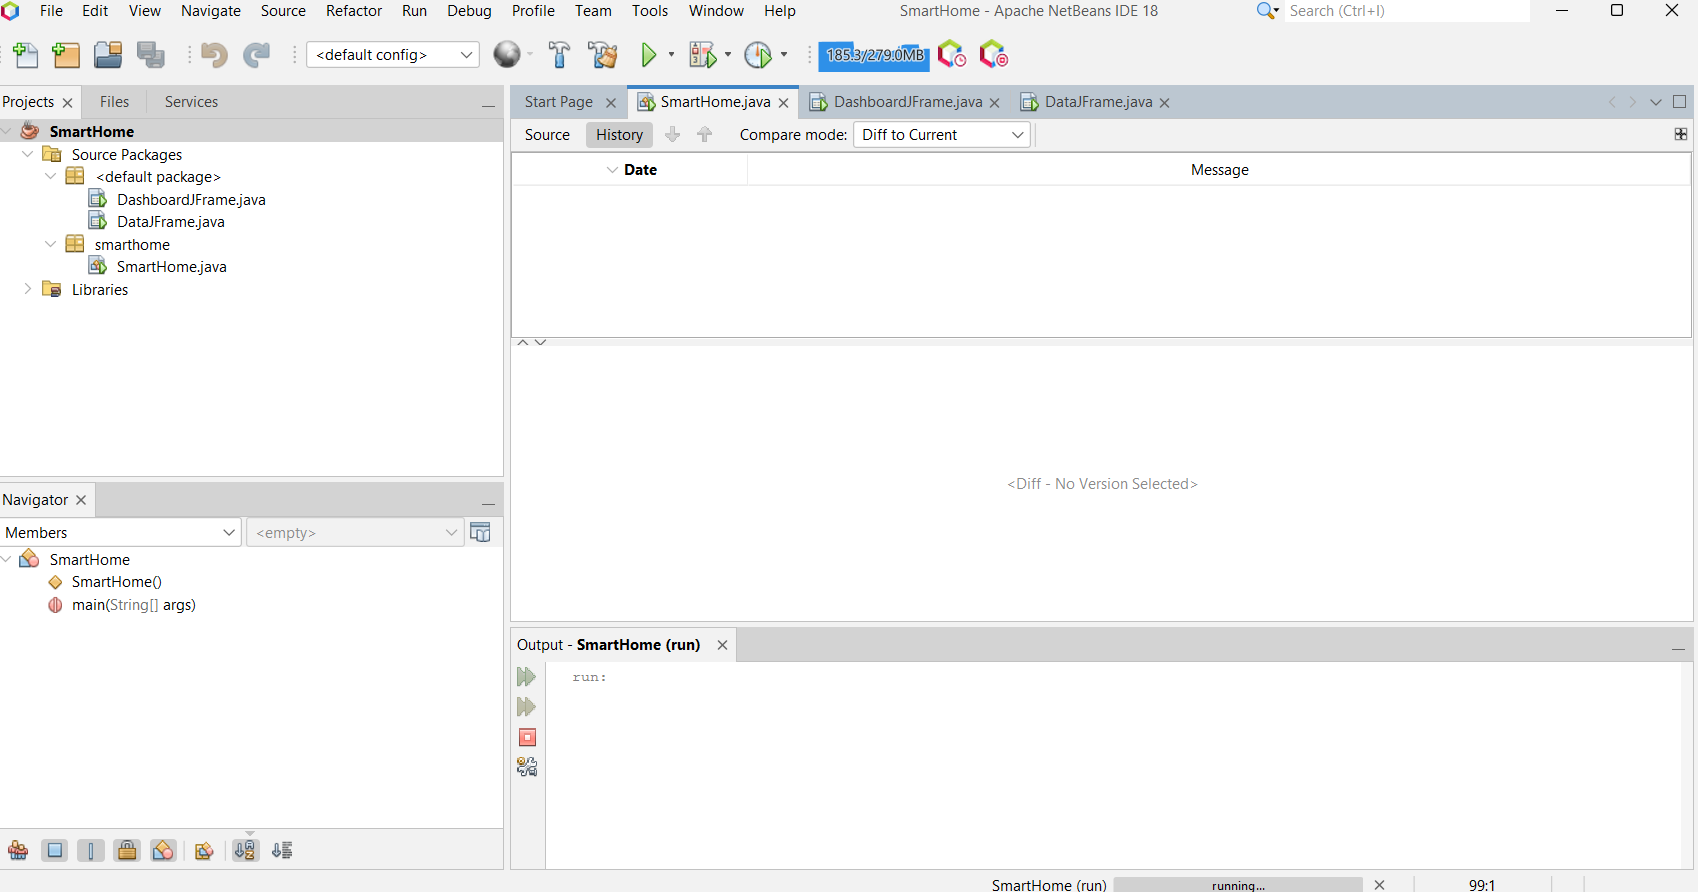 File Edit View Navigate Source Refactor Run Debug Profile Team Tools Window Help SmartHome - Apache NetBeans IDE 18 Search (Ctrl+I)
<default config> 185.3/279.0MB
Projects Files Services
SmartHome
Source Packages
<default package>
DashboardJFrame.java
DataJFrame.java
smarthome
SmartHome.java
Libraries
Navigator
Members <empty>
SmartHome
SmartHome()
main(String[] args)
Start Page SmartHome.java DashboardJFrame.java DataJFrame.java
Source History Compare mode: Diff to Current
Date Message
<Diff - No Version Selected>
Output - SmartHome (run)
run:
SmartHome (run) running... 99:1